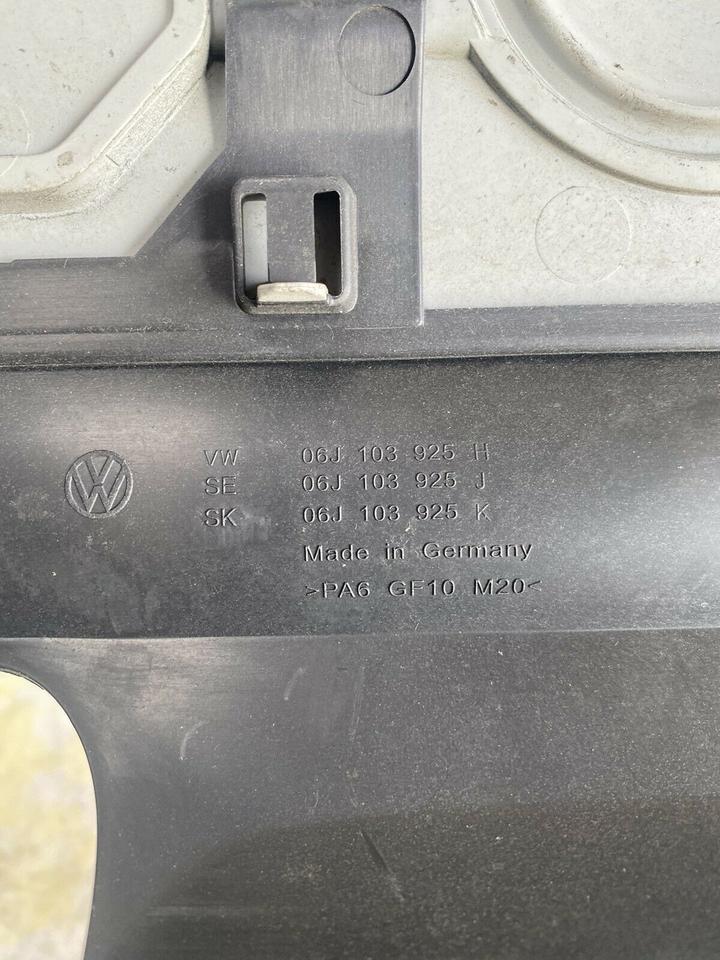 VW 06J 103 925 H
SE 06J 103 925 J
SK 06J 103 925 K
Made in Germany
>PA6 GF10 M20<